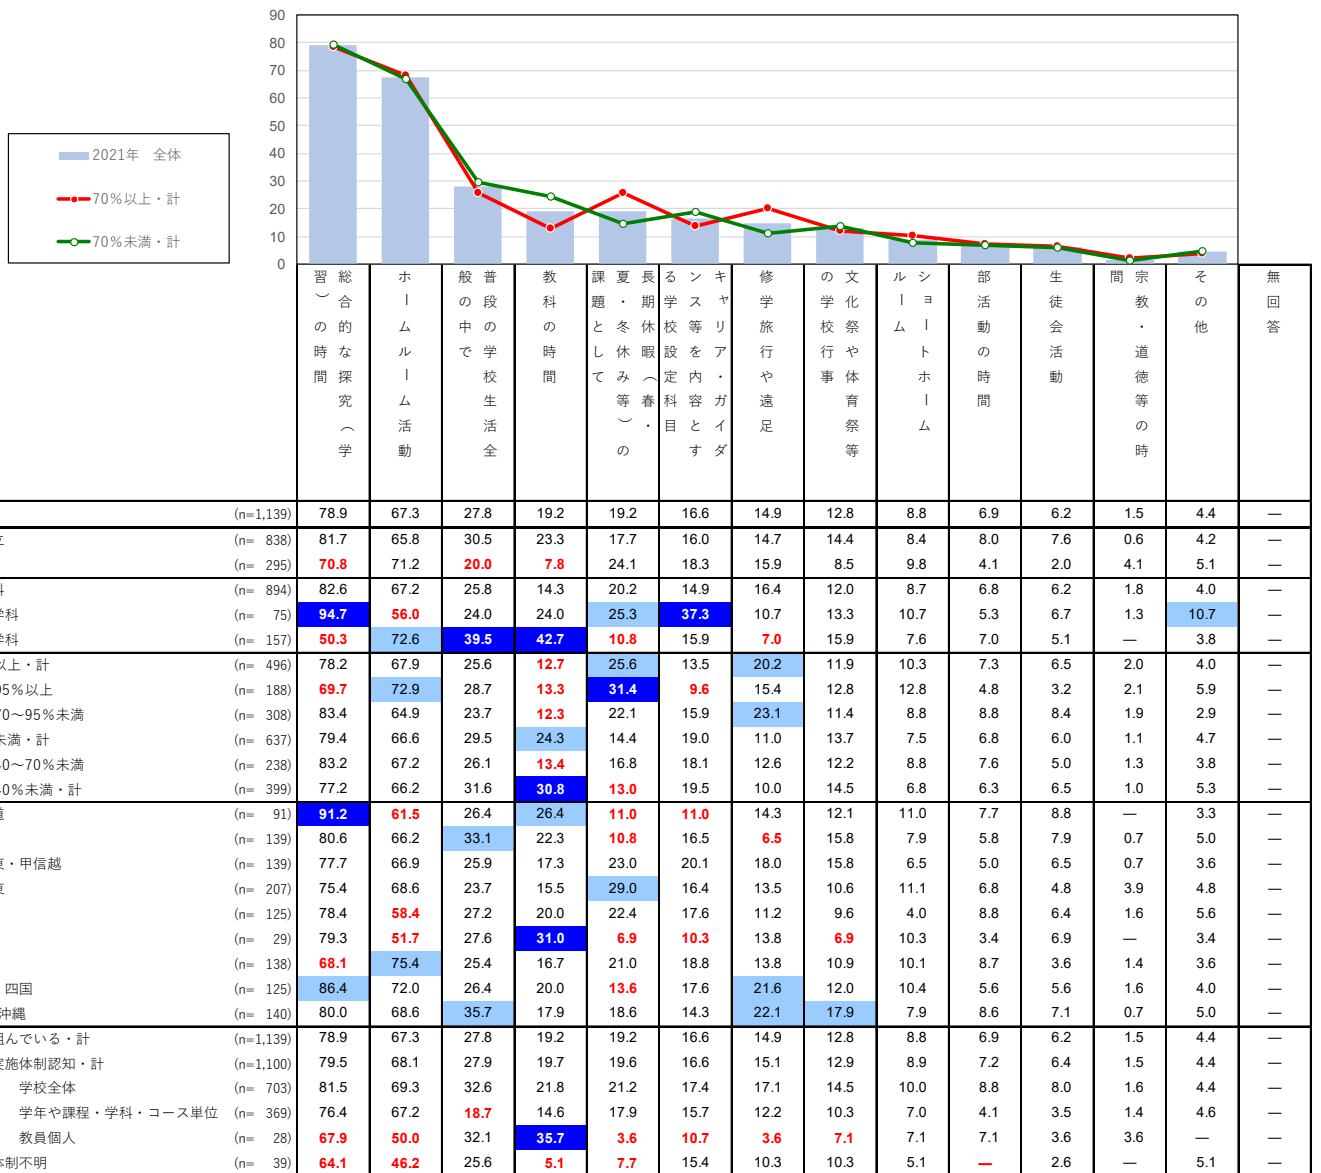 90
80
70
60
50
40
30
20
10
0
2021年 全体
70%以上・計
70%未満・計
総合的な探究（学習）の時間
ホームルーム活動
普段の学校生活全般の中で
教科の時間
長期休暇（春・夏・冬休み等）の課題として
キャリア・ガイダンス等を内容とする学校設定科目
修学旅行や遠足
文化祭や体育祭等の学校行事
ショートホームルーム
部活動の時間
生徒会活動
宗教・道徳等の時間
その他
無回答
(n=1,139) 78.9 67.3 27.8 19.2 19.2 16.6 14.9 12.8 8.8 6.9 6.2 1.5 4.4 —
(n= 838) 81.7 65.8 30.5 23.3 17.7 16.0 14.7 14.4 8.4 8.0 7.6 0.6 4.2 —
(n= 295) 70.8 71.2 20.0 7.8 24.1 18.3 15.9 8.5 9.8 4.1 2.0 4.1 5.1 —
(n= 894) 82.6 67.2 25.8 14.3 20.2 14.9 16.4 12.0 8.7 6.8 6.2 1.8 4.0 —
学科 (n= 75) 94.7 56.0 24.0 24.0 25.3 37.3 10.7 13.3 10.7 5.3 6.7 1.3 10.7 —
学科 (n= 157) 50.3 72.6 39.5 42.7 10.8 15.9 7.0 15.9 7.6 7.0 5.1 — 3.8 —
以上・計 (n= 496) 78.2 67.9 25.6 12.7 25.6 13.5 20.2 11.9 10.3 7.3 6.5 2.0 4.0 —
95%以上 (n= 188) 69.7 72.9 28.7 13.3 31.4 9.6 15.4 12.8 12.8 4.8 3.2 2.1 5.9 —
70～95%未満 (n= 308) 83.4 64.9 23.7 12.3 22.1 15.9 23.1 11.4 8.8 8.8 8.4 1.9 2.9 —
未満・計 (n= 637) 79.4 66.6 29.5 24.3 14.4 19.0 11.0 13.7 7.5 6.8 6.0 1.1 4.7 —
40～70%未満 (n= 238) 83.2 67.2 26.1 13.4 16.8 18.1 12.6 12.2 8.8 7.6 5.0 1.3 3.8 —
40%未満・計 (n= 399) 77.2 66.2 31.6 30.8 13.0 19.5 10.0 14.5 6.8 6.3 6.5 1.0 5.3 —
道 (n= 91) 91.2 61.5 26.4 26.4 11.0 11.0 14.3 12.1 11.0 7.7 8.8 — 3.3 —
(n= 139) 80.6 66.2 33.1 22.3 10.8 16.5 6.5 15.8 7.9 5.8 7.9 0.7 5.0 —
東・甲信越 (n= 139) 77.7 66.9 25.9 17.3 23.0 20.1 18.0 15.8 6.5 5.0 6.5 0.7 3.6 —
東 (n= 207) 75.4 68.6 23.7 15.5 29.0 16.4 13.5 10.6 11.1 6.8 4.8 3.9 4.8 —
(n= 125) 78.4 58.4 27.2 20.0 22.4 17.6 11.2 9.6 4.0 8.8 6.4 1.6 5.6 —
(n= 29) 79.3 51.7 27.6 31.0 6.9 10.3 13.8 6.9 10.3 3.4 6.9 — 3.4 —
(n= 138) 68.1 75.4 25.4 16.7 21.0 18.8 13.8 10.9 10.1 8.7 3.6 1.4 3.6 —
四国 (n= 125) 86.4 72.0 26.4 20.0 13.6 17.6 21.6 12.0 10.4 5.6 5.6 1.6 4.0 —
沖縄 (n= 140) 80.0 68.6 35.7 17.9 18.6 14.3 22.1 17.9 7.9 8.6 7.1 0.7 5.0 —
組んでいる・計 (n=1,139) 78.9 67.3 27.8 19.2 19.2 16.6 14.9 12.8 8.8 6.9 6.2 1.5 4.4 —
実施体制認知・計 (n=1,100) 79.5 68.1 27.9 19.7 19.6 16.6 15.1 12.9 8.9 7.2 6.4 1.5 4.4 —
学校全体 (n= 703) 81.5 69.3 32.6 21.8 21.2 17.4 17.1 14.5 10.0 8.8 8.0 1.6 4.4 —
学年や課程・学科・コース単位 (n= 369) 76.4 67.2 18.7 14.6 17.9 15.7 12.2 10.3 7.0 4.1 3.5 1.4 4.6 —
教員個人 (n= 28) 67.9 50.0 32.1 35.7 3.6 10.7 3.6 7.1 7.1 7.1 3.6 3.6 — —
体制不明 (n= 39) 64.1 46.2 25.6 5.1 7.7 15.4 10.3 10.3 5.1 — 2.6 — 5.1 —